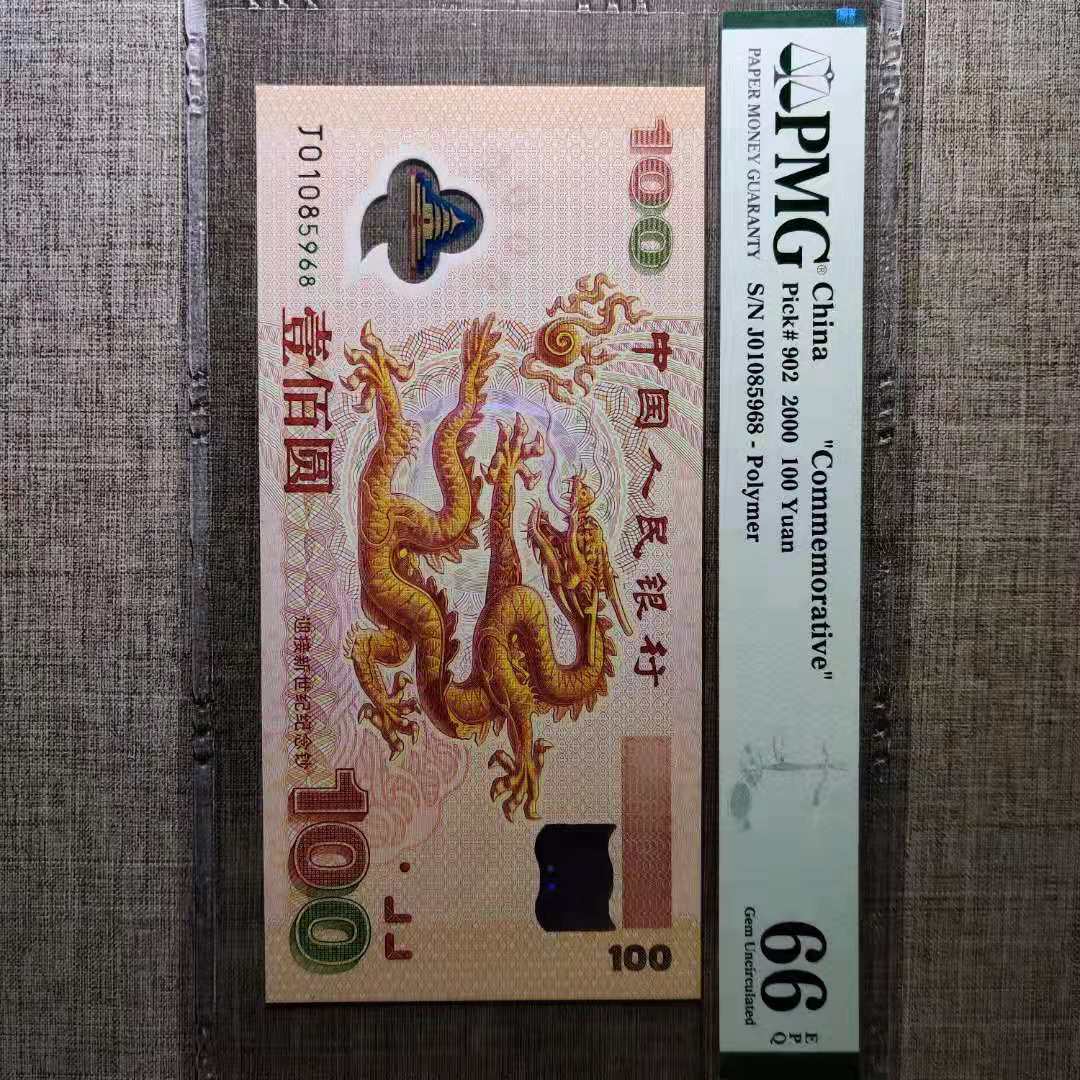 PMG®
PAPER MONEY GUARANTY
China "Commemorative"
Pick# 902 2000 100 Yuan
S/N J01085968 - Polymer
66 EPQ
Gem Uncirculated
100
中国人民银行
100
J01085968
壹佰圆
迎接新世纪纪念钞
100